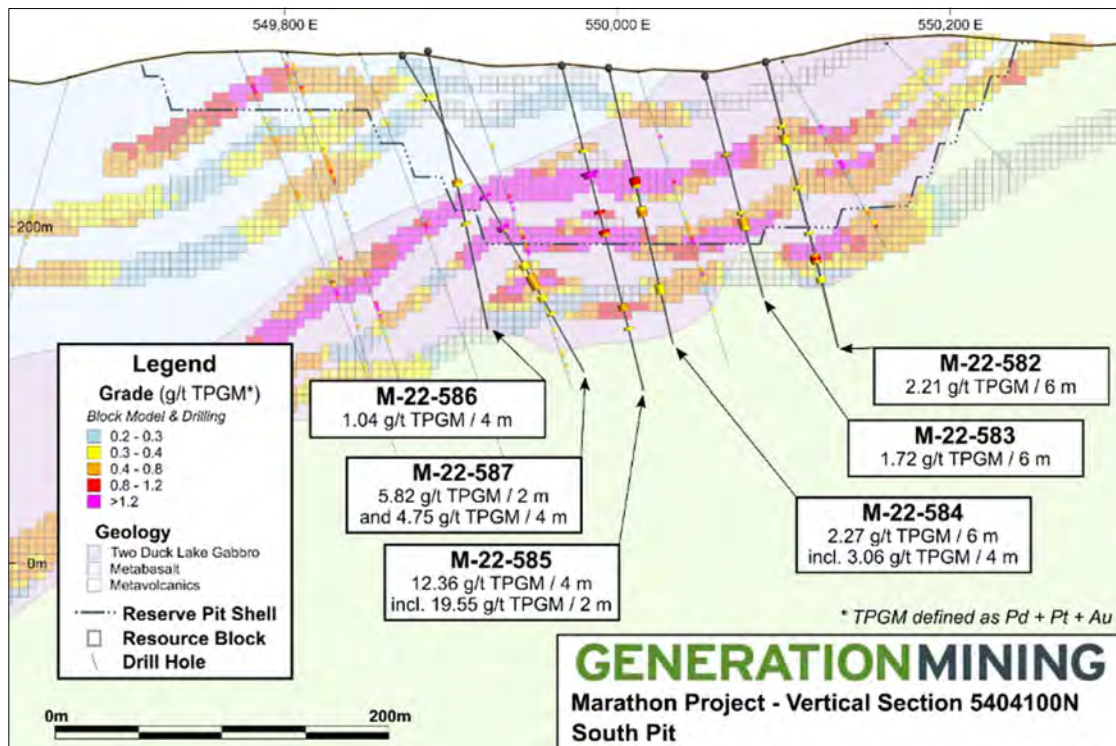 549,800 E
550,000 E
550,200 E
200m
0m
Legend
Grade (g/t TPGM*)
Block Model & Drilling
0.2 - 0.3
0.3 - 0.4
0.4 - 0.8
0.8 - 1.2
>1.2
Geology
Two Duck Lake Gabbro
Metabasalt
Metavolcanics
Reserve Pit Shell
Resource Block
Drill Hole
M-22-586
1.04 g/t TPGM / 4 m
M-22-587
5.82 g/t TPGM / 2 m
and 4.75 g/t TPGM / 4 m
M-22-585
12.36 g/t TPGM / 4 m
incl. 19.55 g/t TPGM / 2 m
M-22-582
2.21 g/t TPGM / 6 m
M-22-583
1.72 g/t TPGM / 6 m
M-22-584
2.27 g/t TPGM / 6 m
incl. 3.06 g/t TPGM / 4 m
* TPGM defined as Pd + Pt + Au
GENERATIONMINING
Marathon Project - Vertical Section 5404100N
South Pit
0m
200m